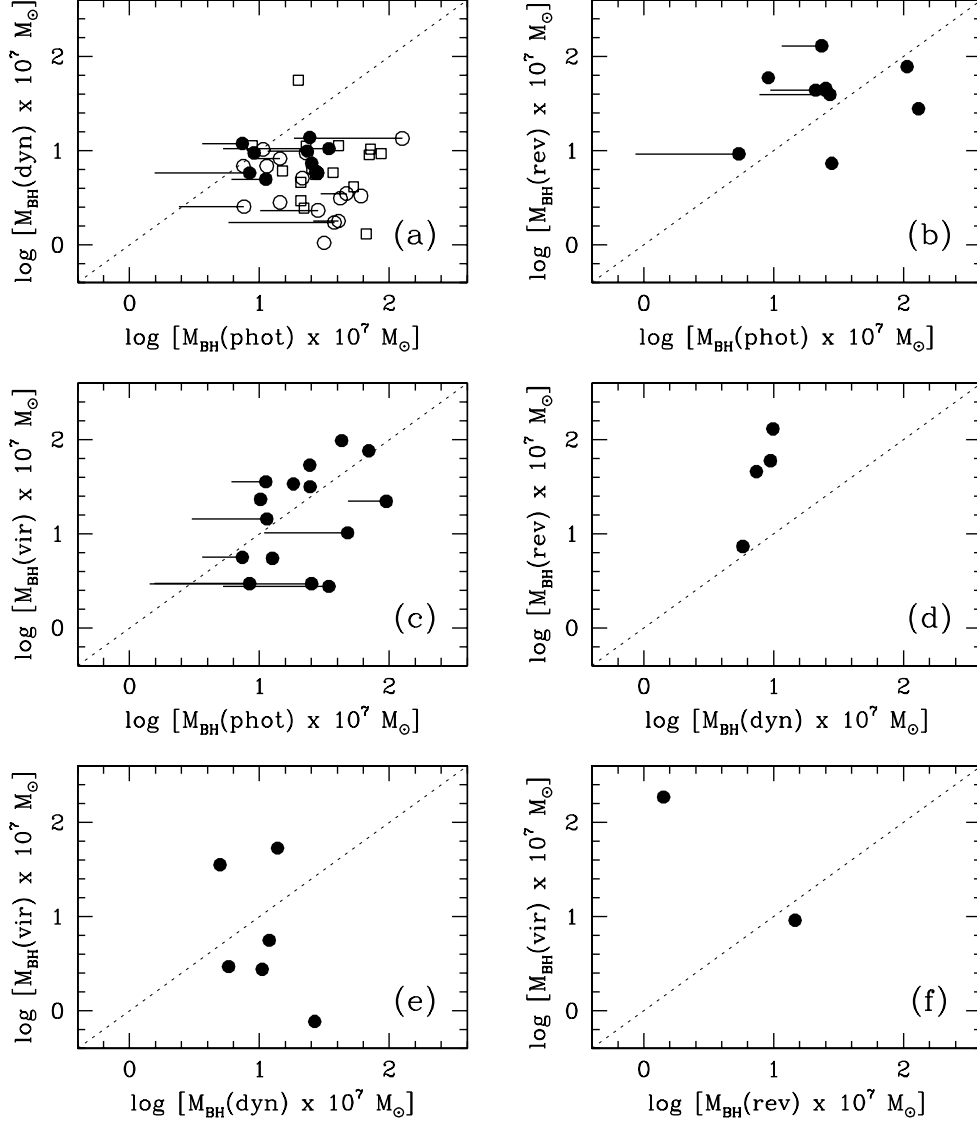 log [M_BH(dyn) x 10^7 M_⊙]
2
1
0
(a)
0 1 2
log [M_BH(phot) x 10^7 M_⊙]
log [M_BH(rev) x 10^7 M_⊙]
2
1
0
(b)
0 1 2
log [M_BH(phot) x 10^7 M_⊙]
log [M_BH(vir) x 10^7 M_⊙]
2
1
0
(c)
0 1 2
log [M_BH(phot) x 10^7 M_⊙]
log [M_BH(rev) x 10^7 M_⊙]
2
1
0
(d)
0 1 2
log [M_BH(dyn) x 10^7 M_⊙]
log [M_BH(vir) x 10^7 M_⊙]
2
1
0
(e)
0 1 2
log [M_BH(dyn) x 10^7 M_⊙]
log [M_BH(vir) x 10^7 M_⊙]
2
1
0
(f)
0 1 2
log [M_BH(rev) x 10^7 M_⊙]